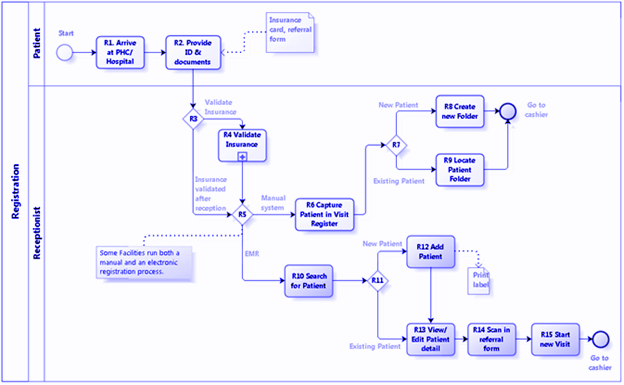 Registration
Patient
Receptionist
Start
R1. Arrive
at PHC/
Hospital
R2. Provide
ID &
documents
Insurance
card, referral
form
Validate
Insurance
R3
R4 Validate
Insurance
Insurance
validated
after
reception
R5
Manual
system
R6 Capture
Patient in Visit
Register
R7
New Patient
R8 Create
new Folder
Go to
cashier
Existing Patient
R9 Locate
Patient
Folder
Some Facilities run both a
manual and an electronic
registration process.
EMR
R10 Search
for Patient
R11
New Patient
R12 Add
Patient
Print
label
Existing Patient
R13 View/
Edit Patient
detail
R14 Scan in
referral
form
R15 Start
new Visit
Go to
cashier